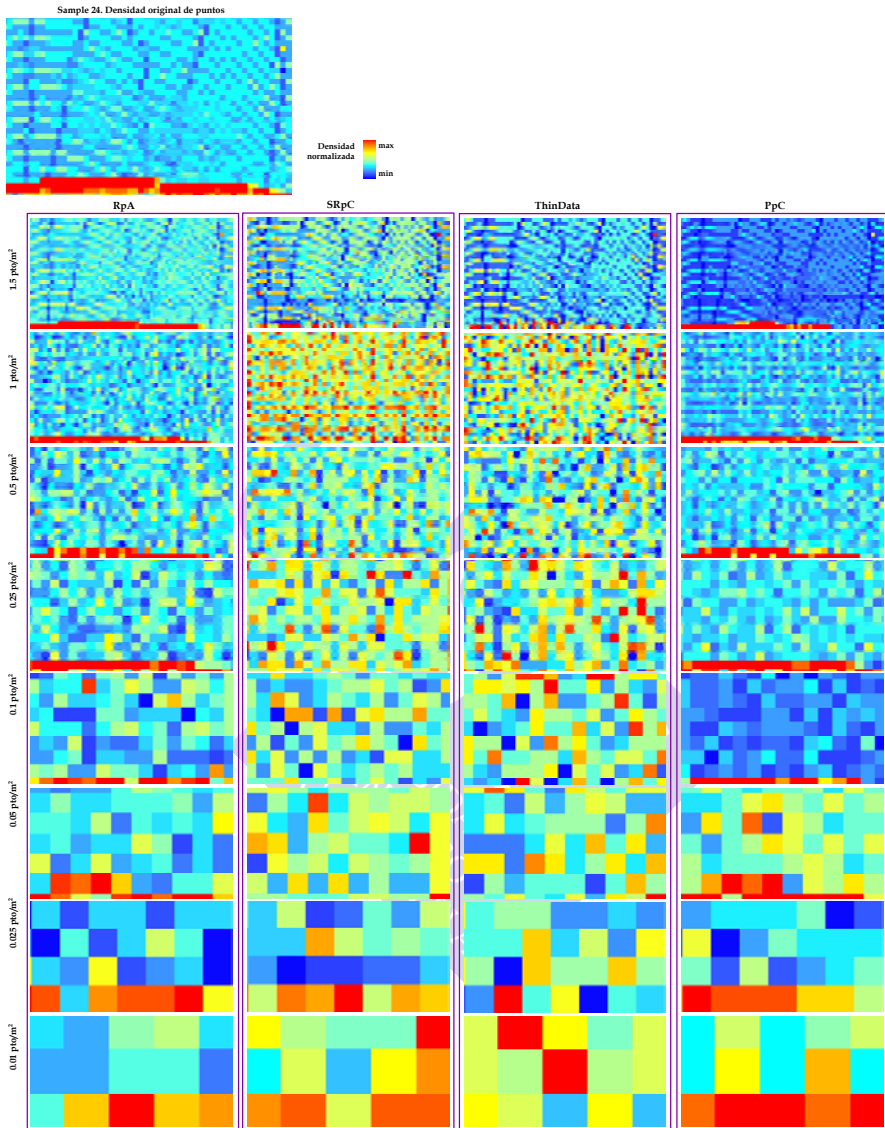 Sample 24. Densidad original de puntos
Densidad normalizada
max
min
RpA
SRpC
ThinData
PpC
1.5 pto/m²
1 pto/m²
0.5 pto/m²
0.25 pto/m²
0.1 pto/m²
0.05 pto/m²
0.025 pto/m²
0.01 pto/m²